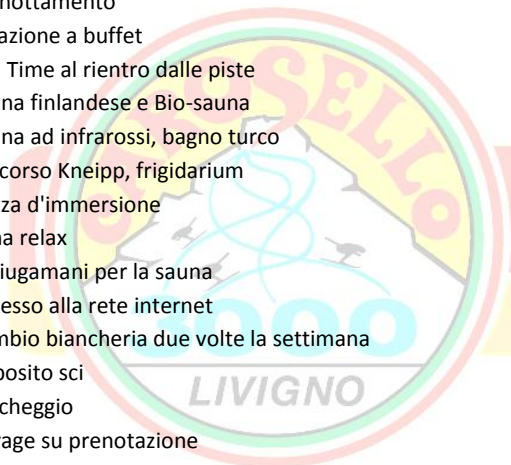 nottamento
azione a buffet
Time al rientro dalle piste
na finlandese e Bio-sauna
na ad infrarossi, bagno turco
corso Kneipp, frigidarium
za d'immersione
a relax
iugamani per la sauna
esso alla rete internet
mbio biancheria due volte la settimana
posito sci
cheggio
rage su prenotazione
CAROSELLO
3000
LIVIGNO